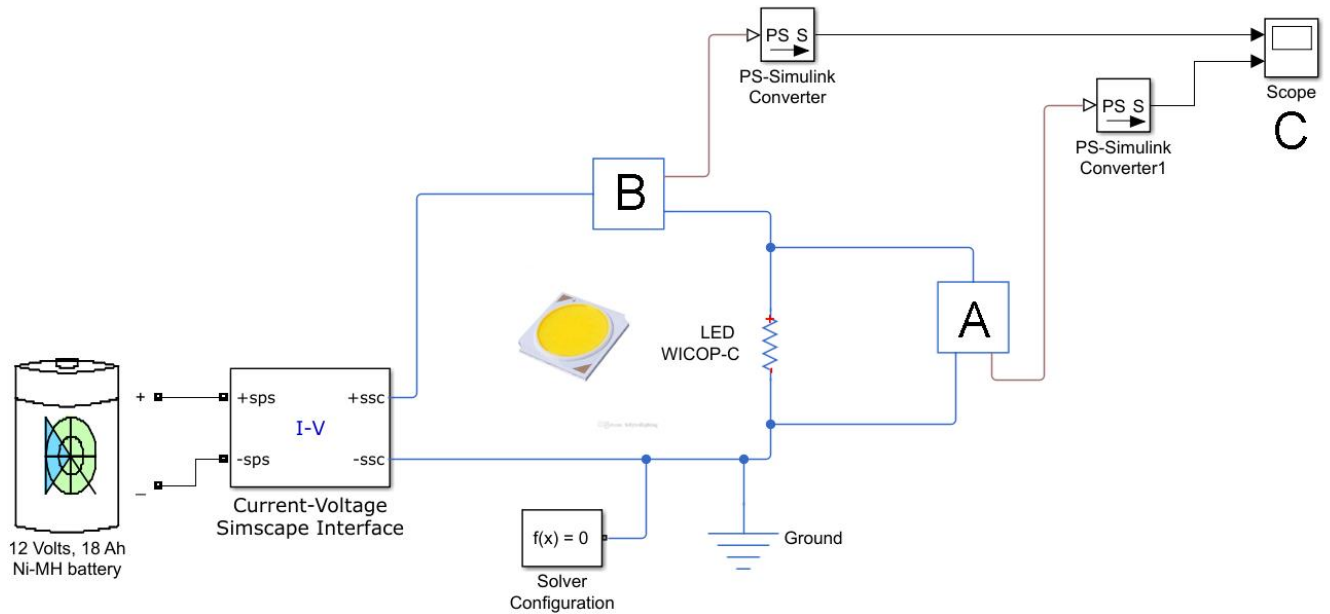 PS S
PS-Simulink
Converter
Scope
C
PS S
PS-Simulink
Converter1
B
A
LED
WICOP-C
+
+sps
+ssc
I-V
−
-sps
-ssc
Current-Voltage
Simscape Interface
12 Volts, 18 Ah
Ni-MH battery
f(x) = 0
Solver
Configuration
Ground